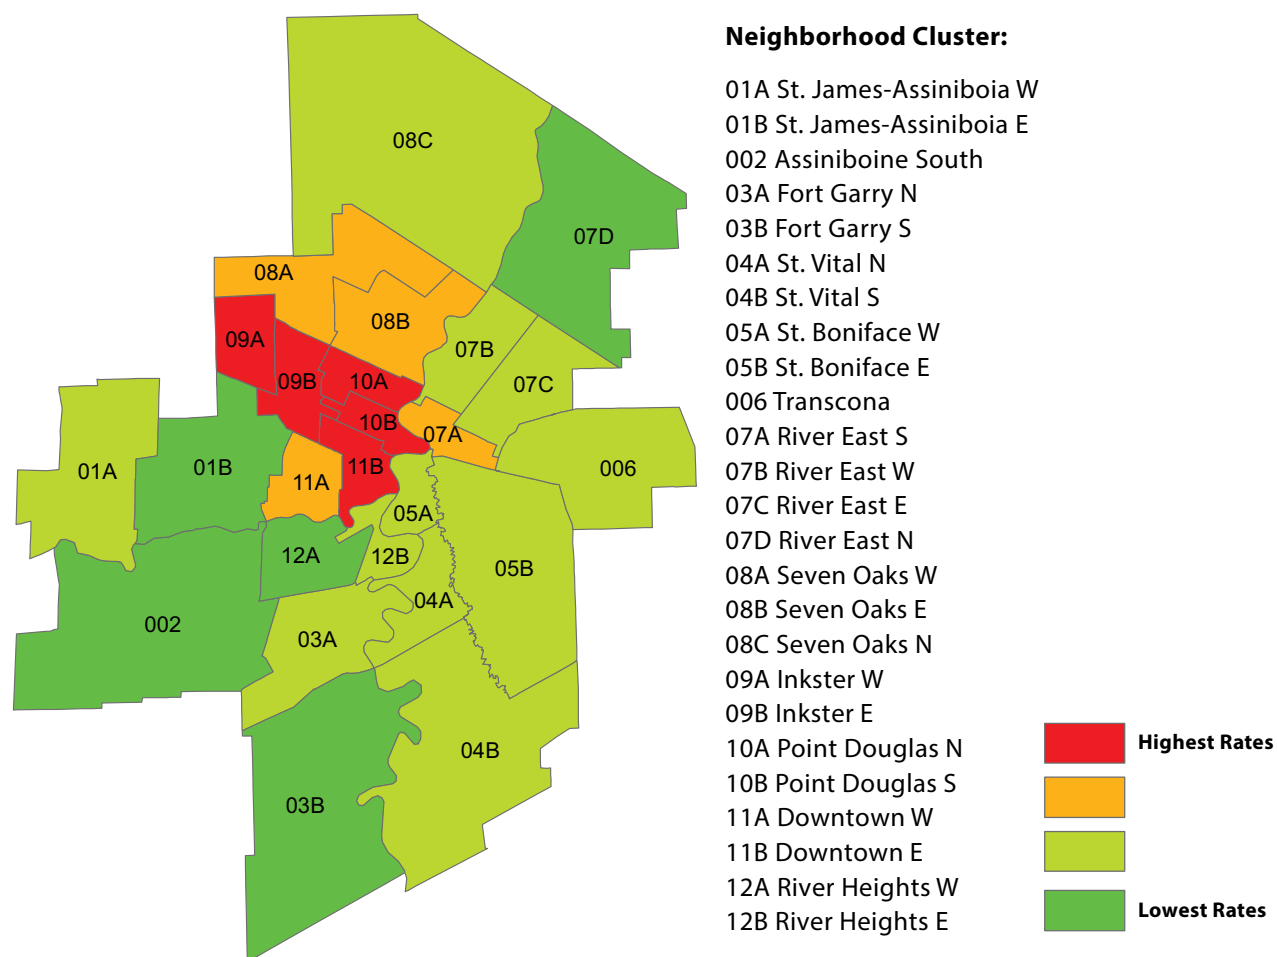 Neighborhood Cluster:
01A St. James-Assiniboia W
01B St. James-Assiniboia E
002 Assiniboine South
03A Fort Garry N
03B Fort Garry S
04A St. Vital N
04B St. Vital S
05A St. Boniface W
05B St. Boniface E
006 Transcona
07A River East S
07B River East W
07C River East E
07D River East N
08A Seven Oaks W
08B Seven Oaks E
08C Seven Oaks N
09A Inkster W
09B Inkster E
10A Point Douglas N
10B Point Douglas S
11A Downtown W
11B Downtown E
12A River Heights W
12B River Heights E
Highest Rates
Lowest Rates
08C
07D
08A
08B
09A
07B
09B
10A
07C
10B
07A
01A
01B
11B
006
11A
05A
12A
12B
05B
04A
002
03A
04B
03B